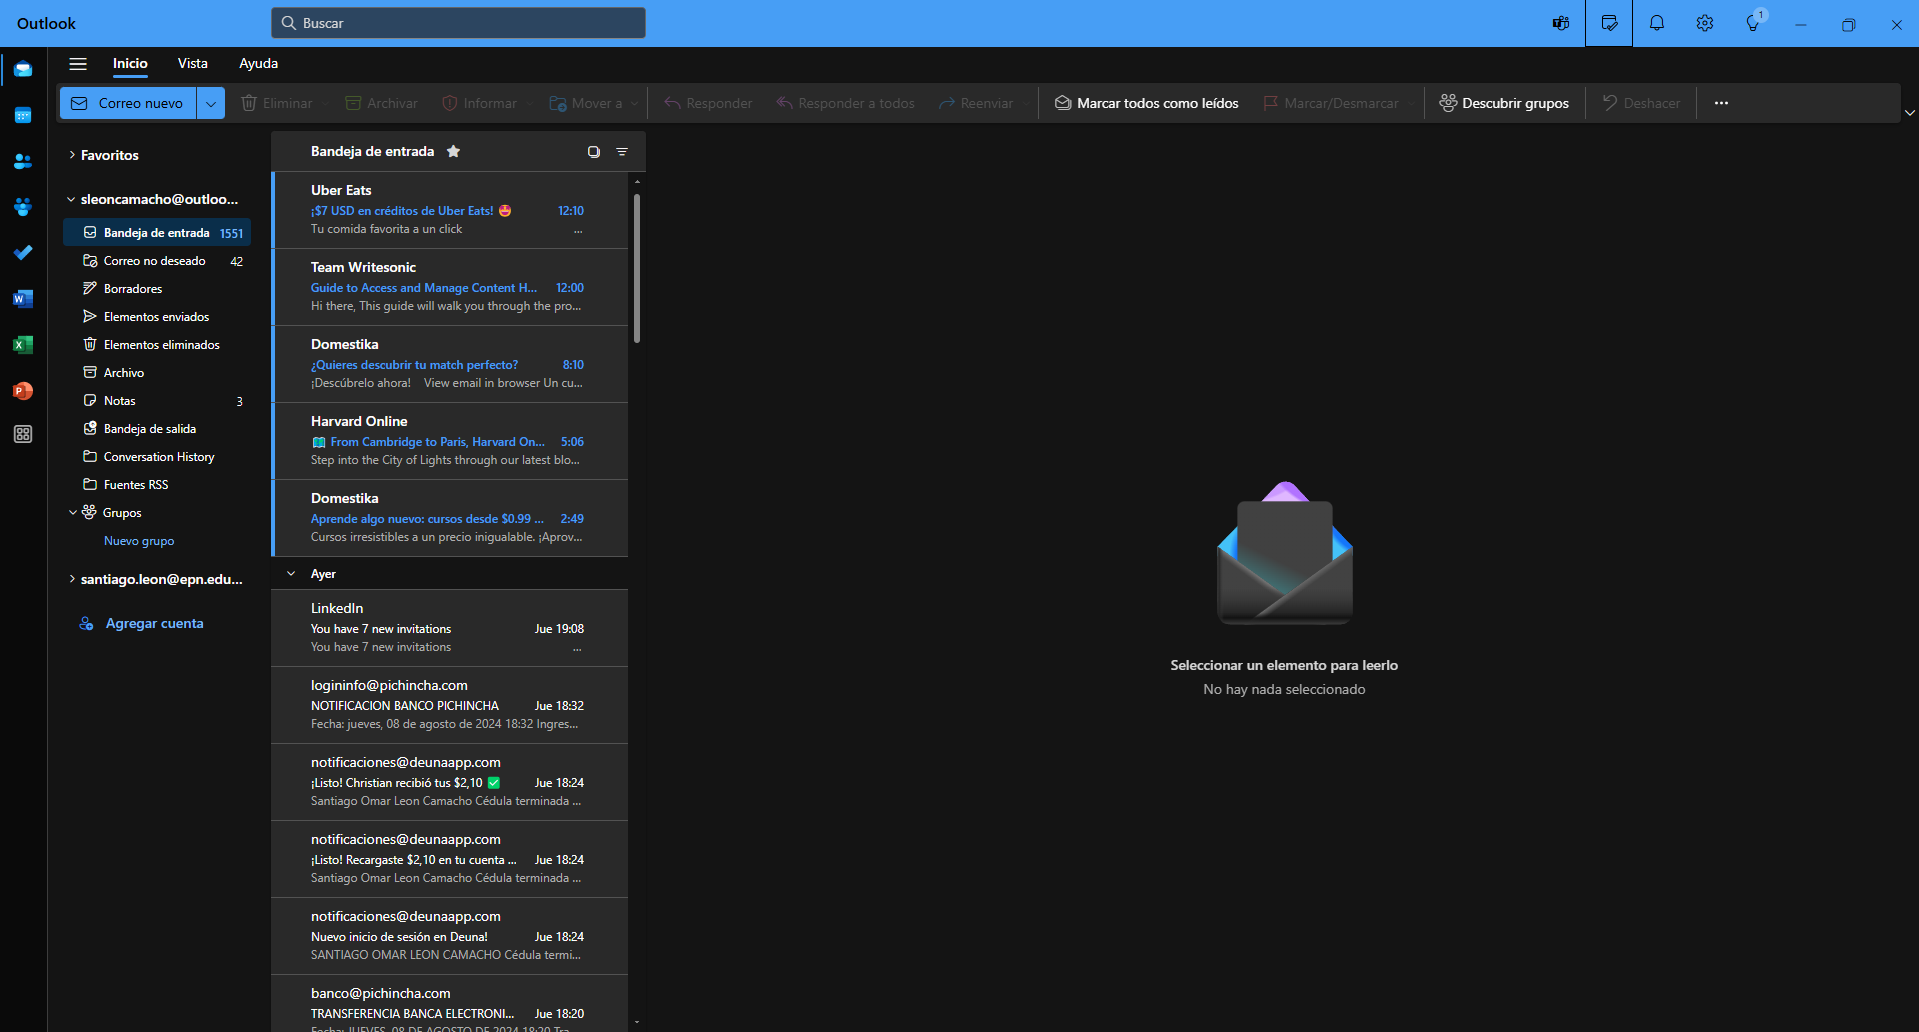 Outlook
Buscar
1
Inicio
Vista
Ayuda
Correo nuevo
Eliminar
Archivar
Informar
Mover a
Responder
Responder a todos
Reenviar
Marcar todos como leídos
Marcar/Desmarcar
Descubrir grupos
Deshacer
...
Favoritos
sleoncamacho@outloo...
Bandeja de entrada 1551
Correo no deseado 42
Borradores
Elementos enviados
Elementos eliminados
Archivo
Notas 3
Bandeja de salida
Conversation History
Fuentes RSS
Grupos
Nuevo grupo
santiago.leon@epn.edu...
Agregar cuenta
Bandeja de entrada
Uber Eats
¡$7 USD en créditos de Uber Eats! 🤩 12:10
Tu comida favorita a un click ...
Team Writesonic
Guide to Access and Manage Content H... 12:00
Hi there, This guide will walk you through the pro...
Domestika
¿Quieres descubrir tu match perfecto? 8:10
¡Descúbrelo ahora! View email in browser Un cu...
Harvard Online
From Cambridge to Paris, Harvard On... 5:06
Step into the City of Lights through our latest blo...
Domestika
Aprende algo nuevo: cursos desde $0.99 ... 2:49
Cursos irresistibles a un precio inigualable. ¡Aprov...
Ayer
LinkedIn
You have 7 new invitations Jue 19:08
You have 7 new invitations ...
logininfo@pichincha.com
NOTIFICACION BANCO PICHINCHA Jue 18:32
Fecha: jueves, 08 de agosto de 2024 18:32 Ingres...
notificaciones@deunaapp.com
¡Listo! Christian recibió tus $2,10 ✅ Jue 18:24
Santiago Omar Leon Camacho Cédula terminada ...
notificaciones@deunaapp.com
¡Listo! Recargaste $2,10 en tu cuenta ... Jue 18:24
Santiago Omar Leon Camacho Cédula terminada ...
notificaciones@deunaapp.com
Nuevo inicio de sesión en Deuna! Jue 18:24
SANTIAGO OMAR LEON CAMACHO Cédula termi...
banco@pichincha.com
TRANSFERENCIA BANCA ELECTRONI... Jue 18:20
Fecha: JUEVES, 08 DE AGOSTO DE 2024 18:20 Tra...
Seleccionar un elemento para leerlo
No hay nada seleccionado
W
X
P